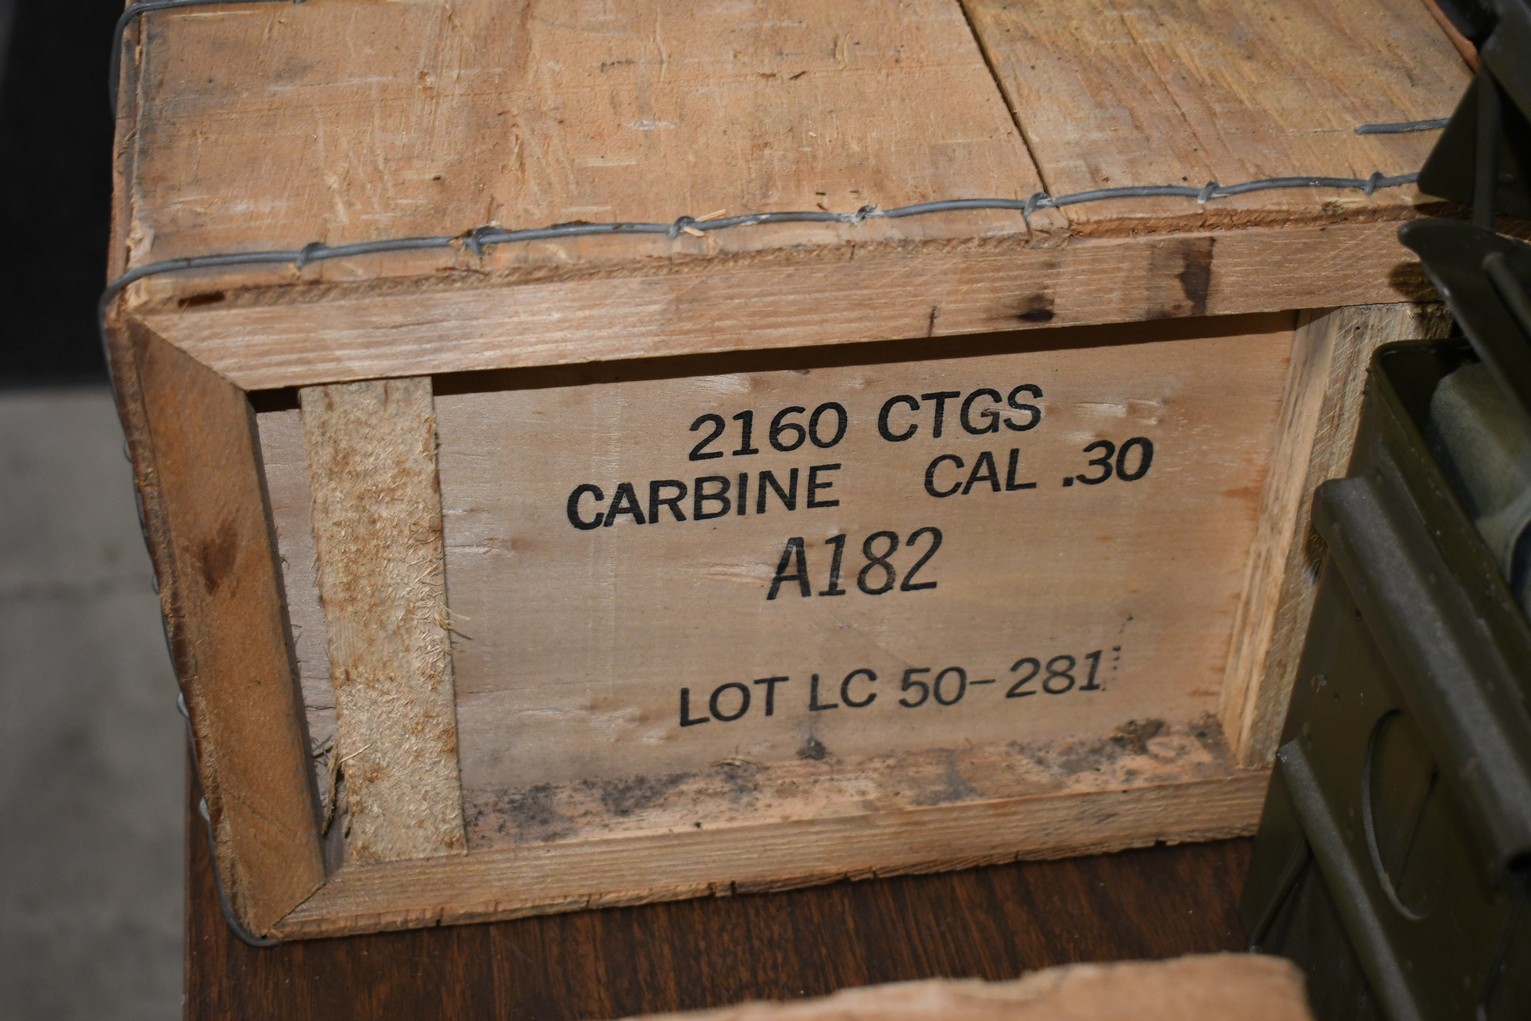 2160 CTGS
CARBINE CAL .30
A182
LOT LC 50-281